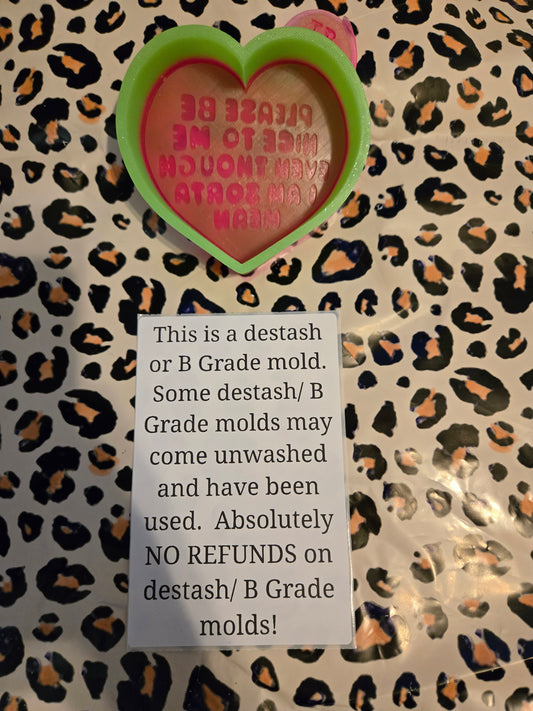 PLEASE BE
NICE TO ME
EVEN THOUGH
I AM SORTA
MEAN
This is a destash
or B Grade mold.
Some destash/ B
Grade molds may
come unwashed
and have been
used.  Absolutely
NO REFUNDS on
destash/ B Grade
molds!